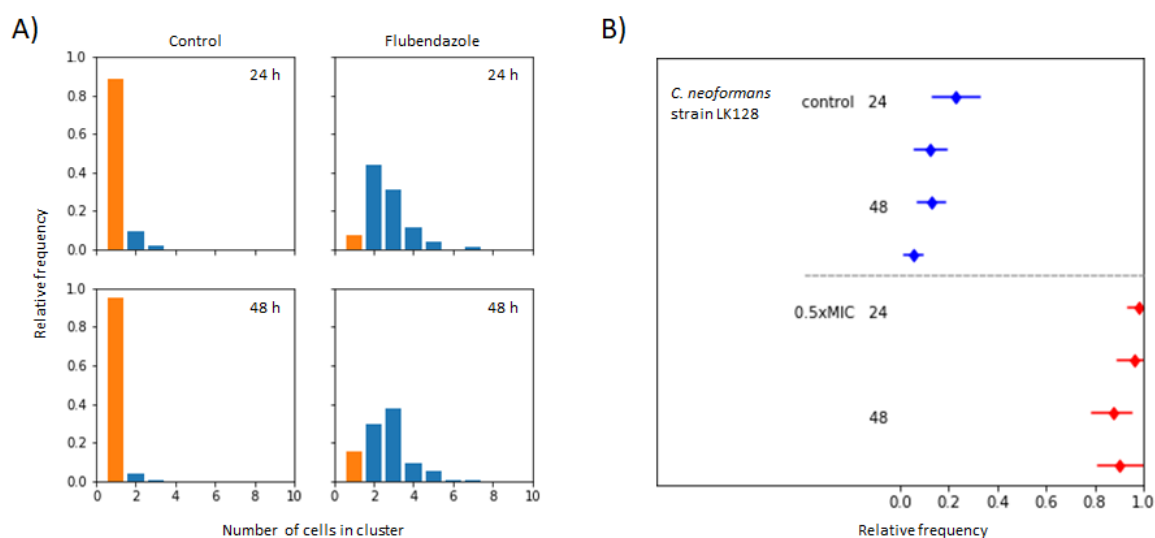 A)
Control
Flubendazole
1.0
0.8
0.6
0.4
0.2
0.0
24 h
24 h
1.0
0.8
0.6
0.4
0.2
0.0
48 h
48 h
0 2 4 6 8 10
0 2 4 6 8 10
Relative frequency
Number of cells in cluster
B)
C. neoformans
strain LK128
control 24
48
0.5xMIC 24
48
0.0 0.2 0.4 0.6 0.8 1.0
Relative frequency